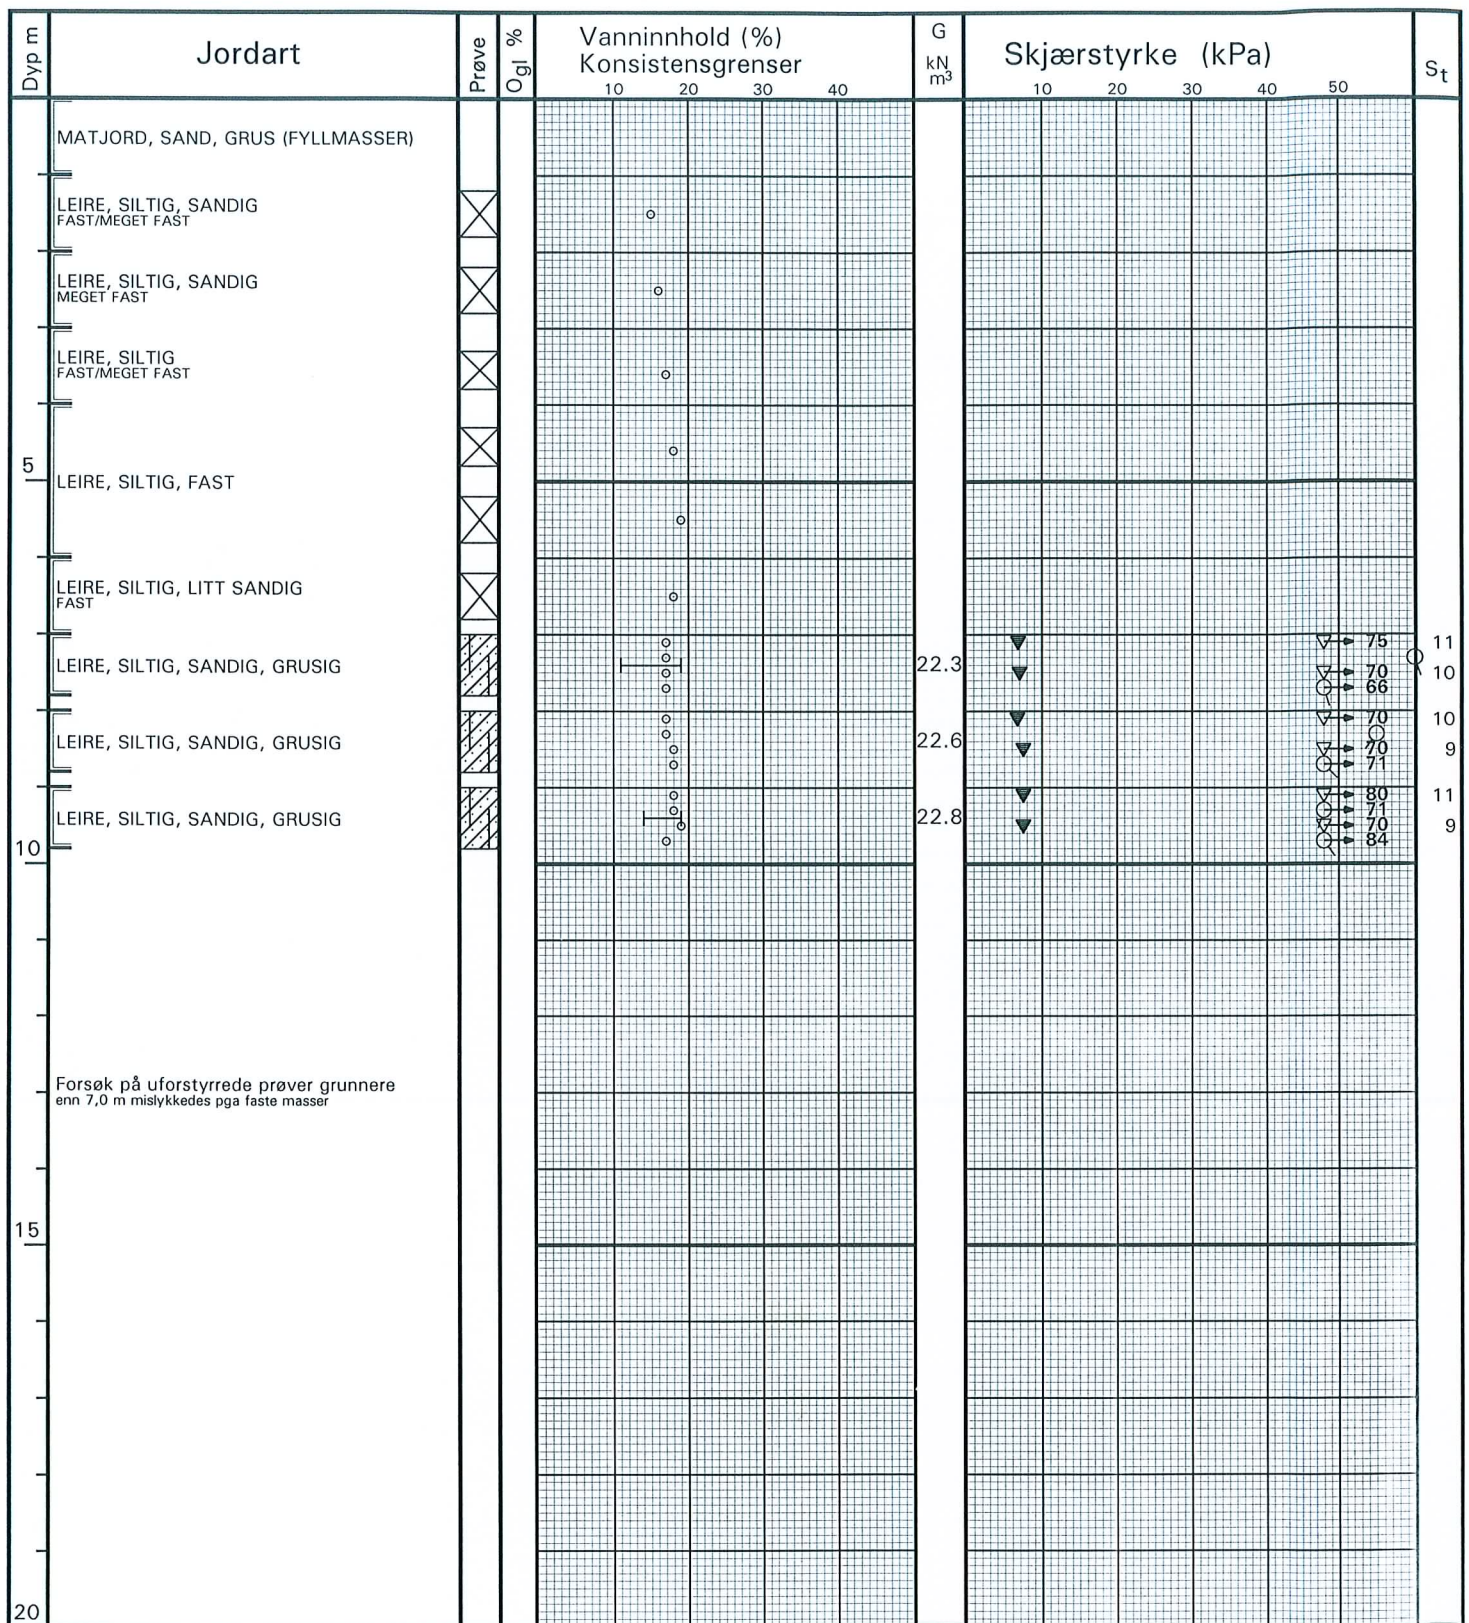 Dyp m
Jordart
Prøve
Ogl %
Vanninnhold (%)
Konsistensgrenser
10 20 30 40
G
kN
m3
Skjærstyrke (kPa)
10 20 30 40 50
St
MATJORD, SAND, GRUS (FYLLMASSER)
LEIRE, SILTIG, SANDIG
FAST/MEGET FAST
LEIRE, SILTIG, SANDIG
MEGET FAST
LEIRE, SILTIG
FAST/MEGET FAST
5
LEIRE, SILTIG, FAST
LEIRE, SILTIG, LITT SANDIG
FAST
75 11
LEIRE, SILTIG, SANDIG, GRUSIG 22.3
70 10
66
70 10
LEIRE, SILTIG, SANDIG, GRUSIG 22.6
70 9
71
80 11
71
LEIRE, SILTIG, SANDIG, GRUSIG 22.8
70 9
84
10
Forsøk på uforstyrrede prøver grunnere
enn 7,0 m mislykkedes pga faste masser
15
20